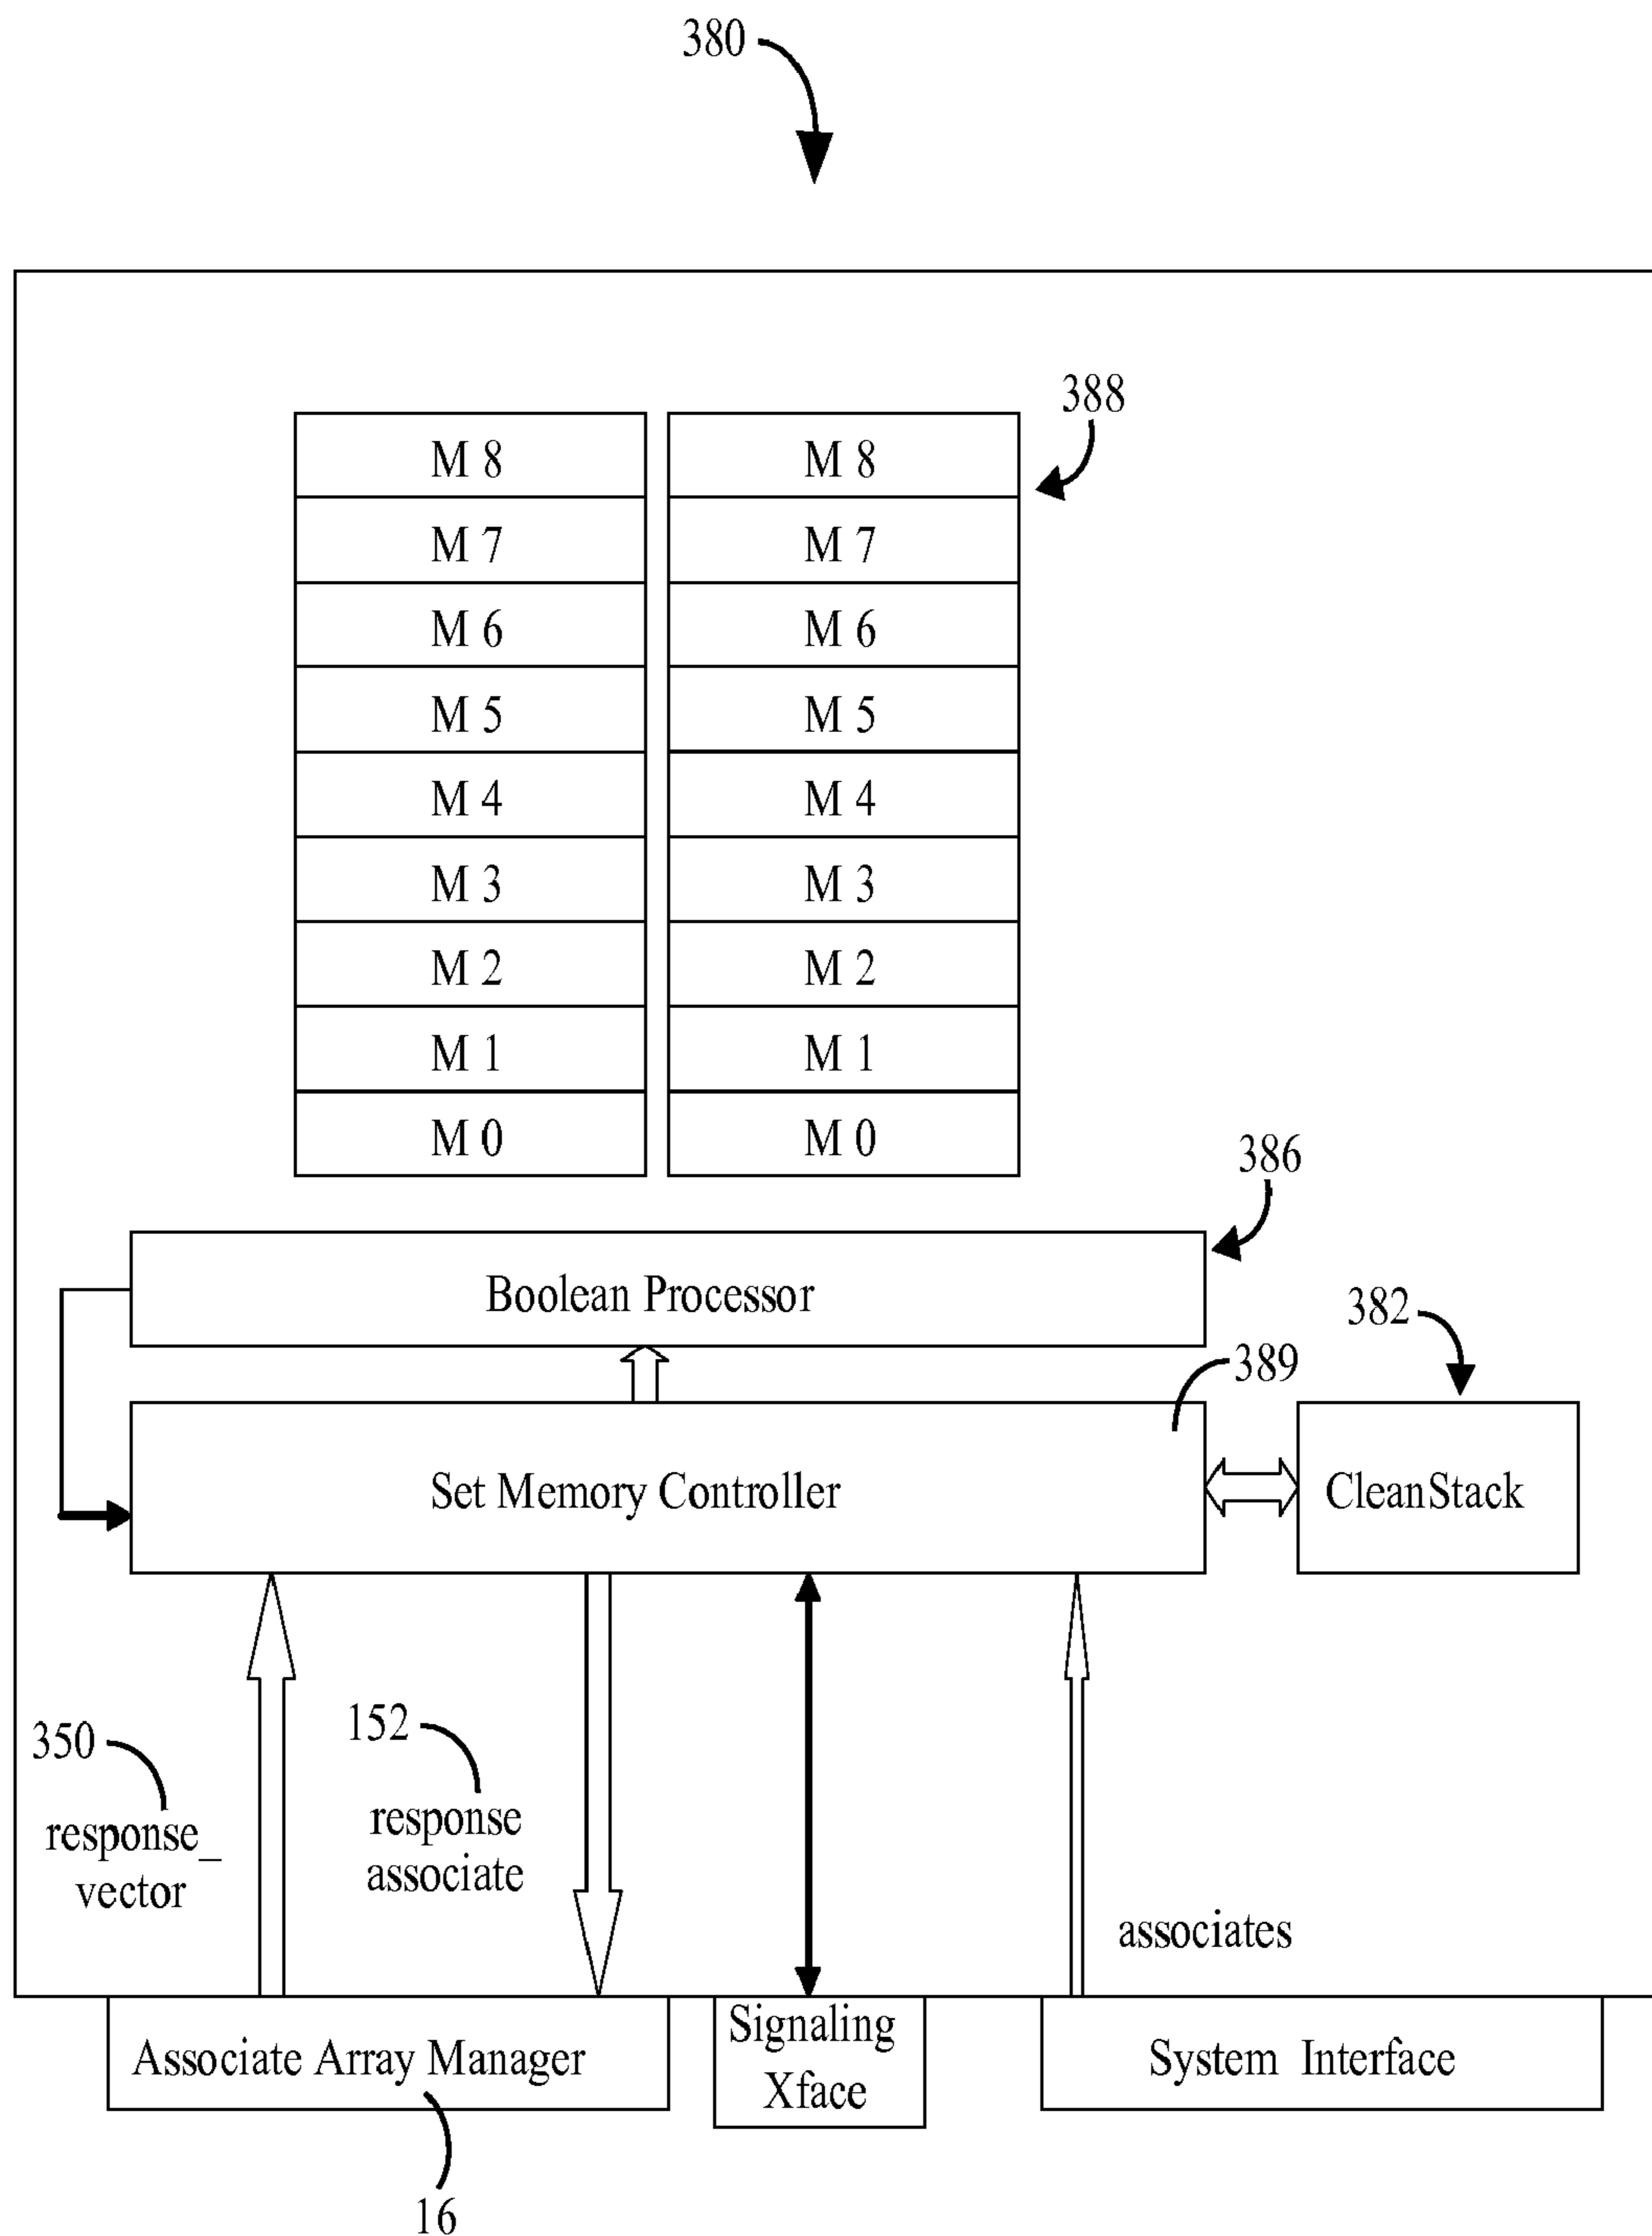 380
388
M 8 M 8
M 7 M 7
M 6 M 6
M 5 M 5
M 4 M 4
M 3 M 3
M 2 M 2
M 1 M 1
M 0 M 0
386
Boolean Processor
382
389
Set Memory Controller
CleanStack
350
response_
vector
152
response
associate
associates
Associate Array Manager
Signaling
Xface
System Interface
16